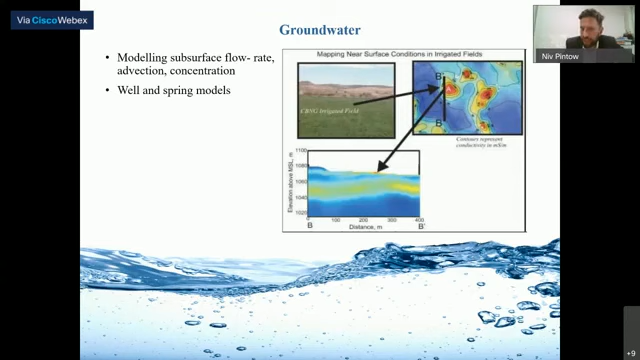 Via Cisco Webex
Groundwater
Niv Pintow
• Modelling subsurface flow- rate,
advection, concentration
• Well and spring models
Mapping Near Surface Conditions in Irrigated Fields
CBNG Irrigated Field
B
B'
Contours represent
conductivity in mS/m
Elevation above MSL, m
1100
1080
1060
1040
1020
0 100 200 300 400
Distance, m
B B'
+9